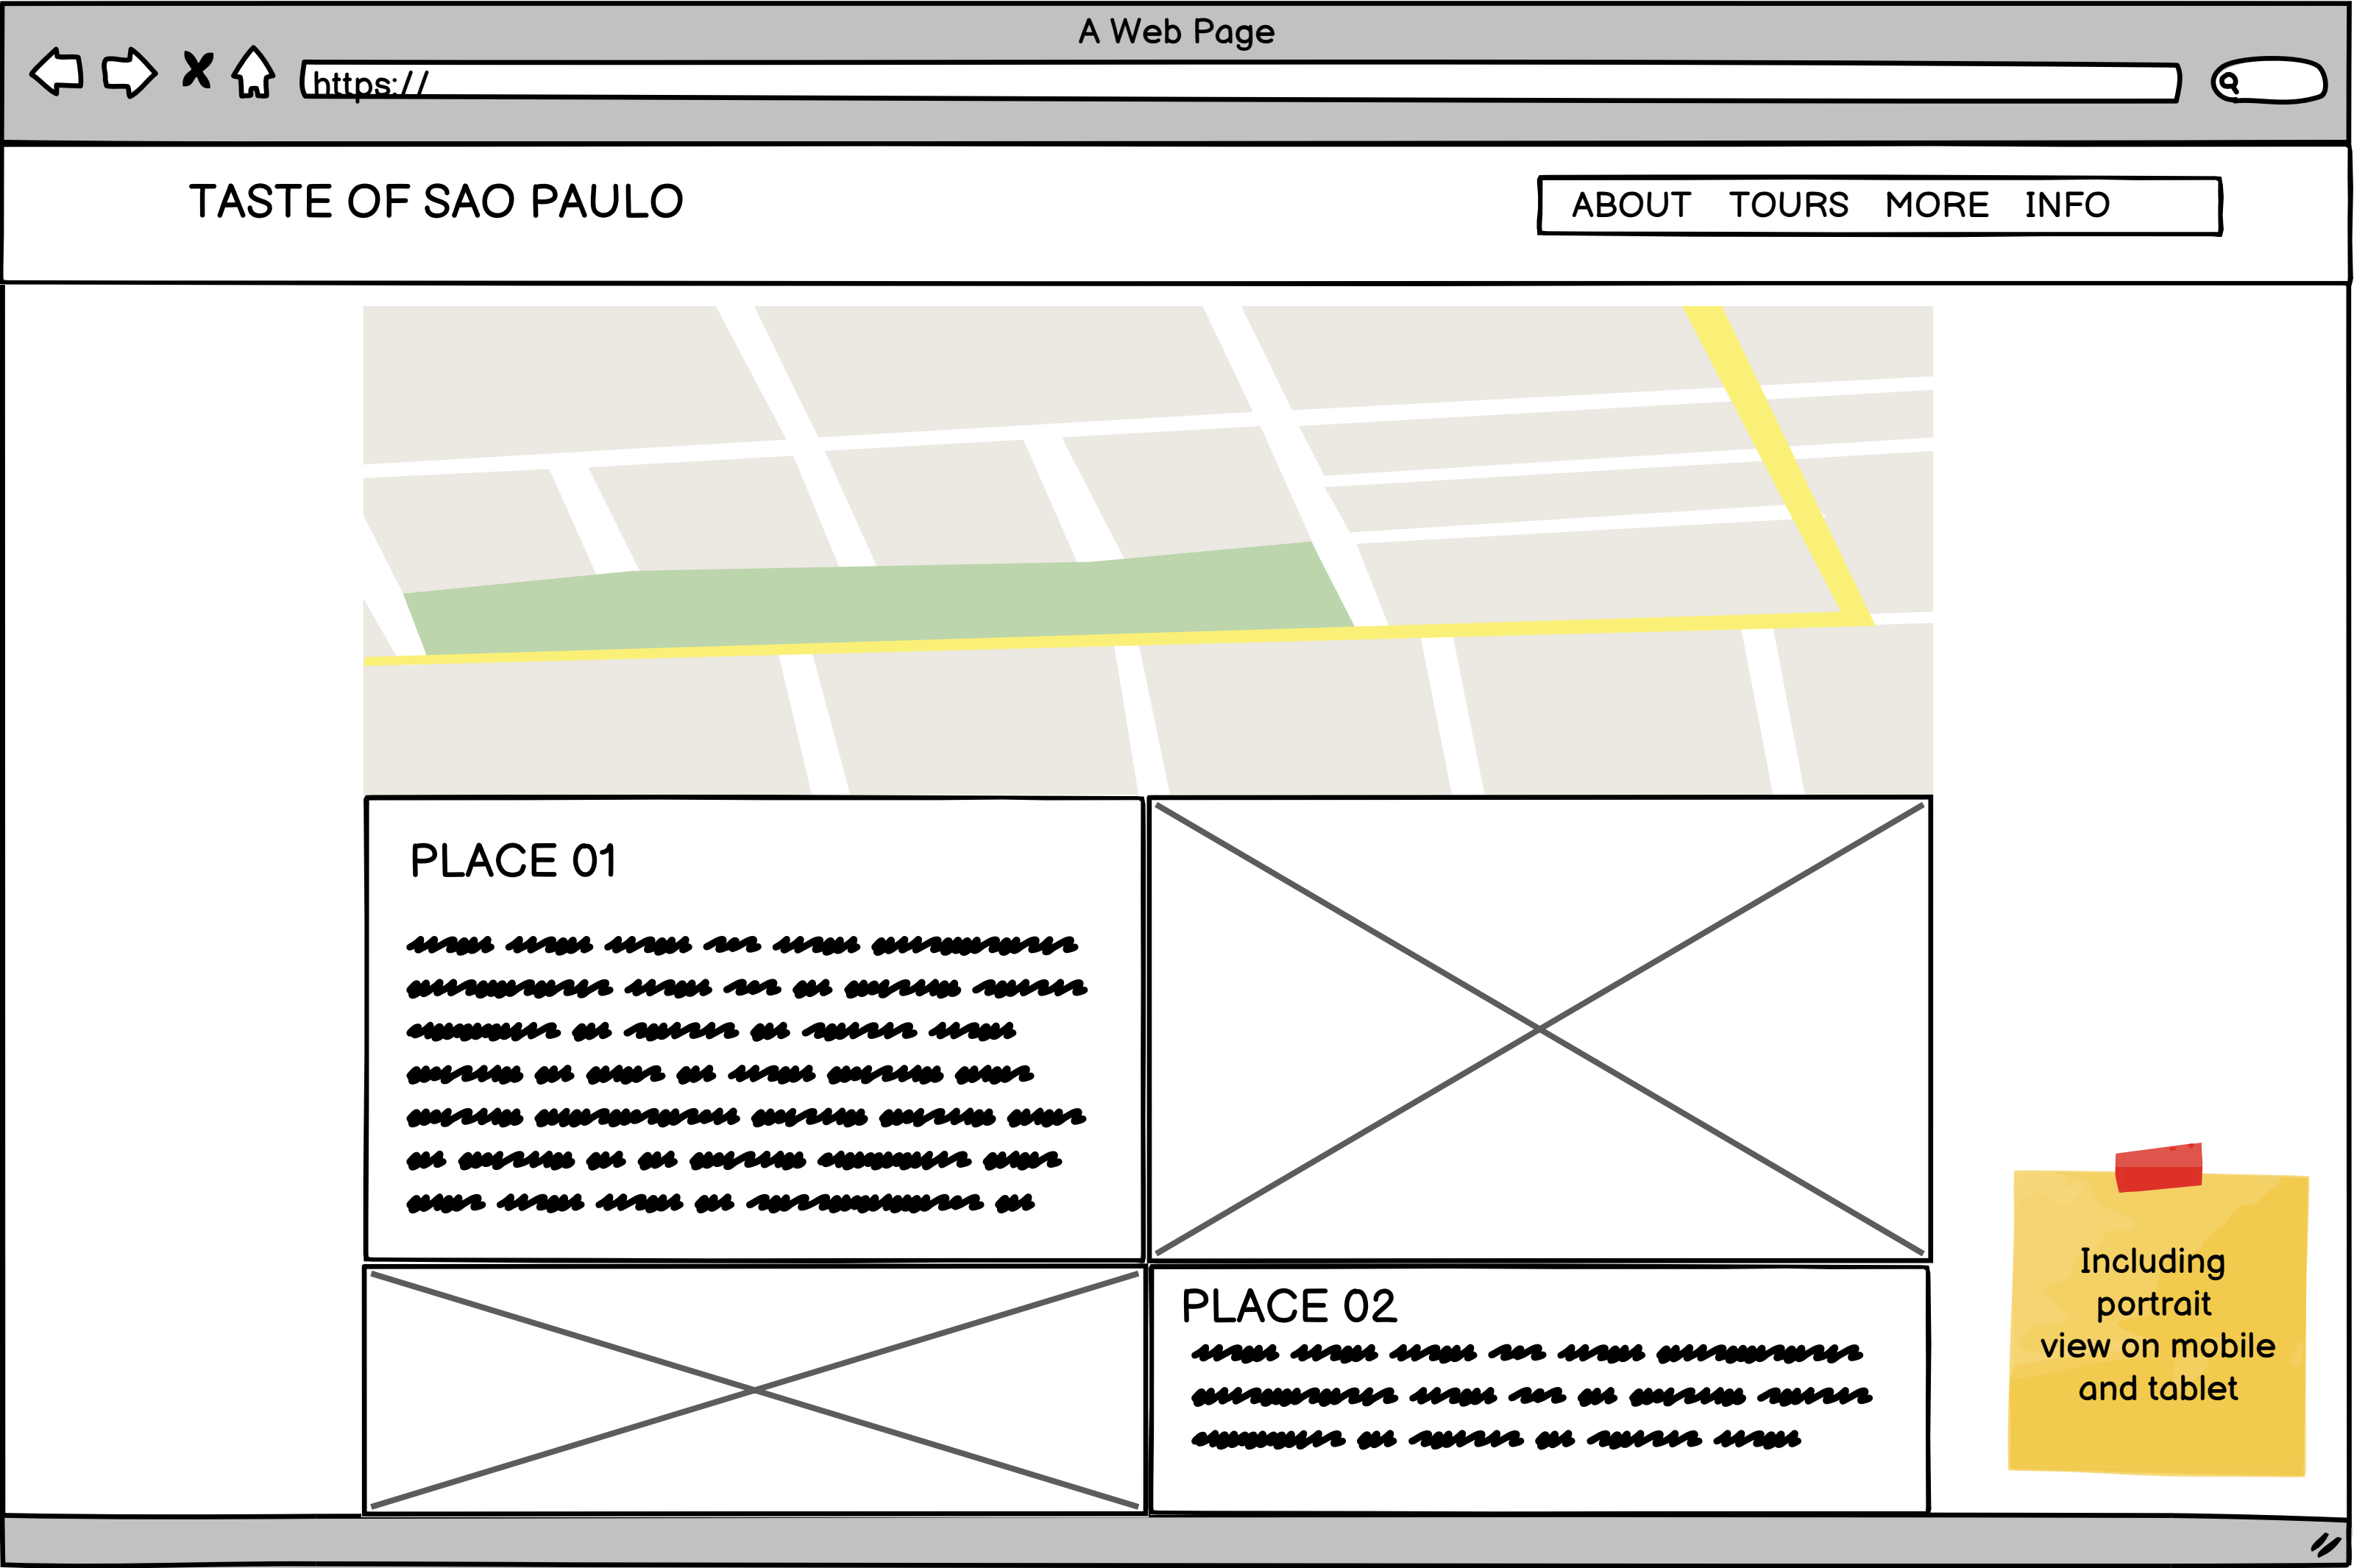 A Web Page
https://
TASTE OF SAO PAULO
ABOUT TOURS MORE INFO
PLACE 01
PLACE 02
Including
portrait
view on mobile
and tablet